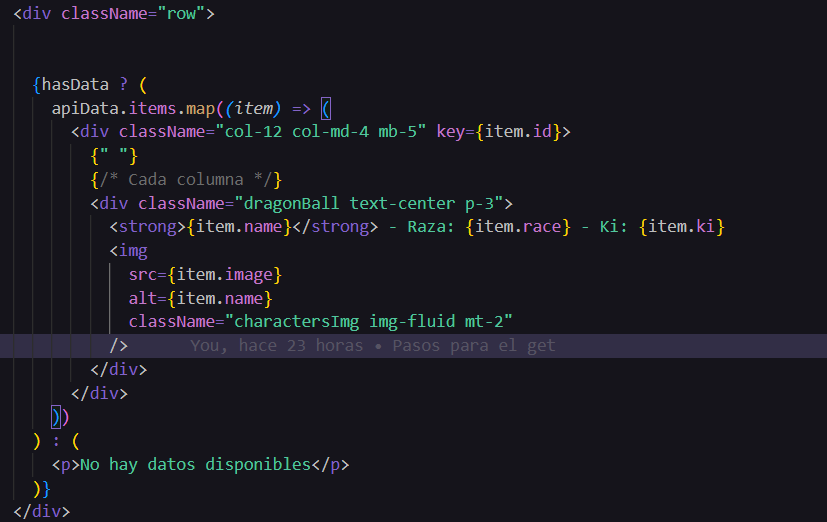 <div className="row">
{hasData ? (
apiData.items.map((item) => (
<div className="col-12 col-md-4 mb-5" key={item.id}>
{" "}
{/* Cada columna */}
<div className="dragonBall text-center p-3">
<strong>{item.name}</strong> - Raza: {item.race} - Ki: {item.ki}
<img
src={item.image}
alt={item.name}
className="charactersImg img-fluid mt-2"
/> You, hace 23 horas • Pasos para el get
</div>
</div>
))
) : (
<p>No hay datos disponibles</p>
)}
</div>